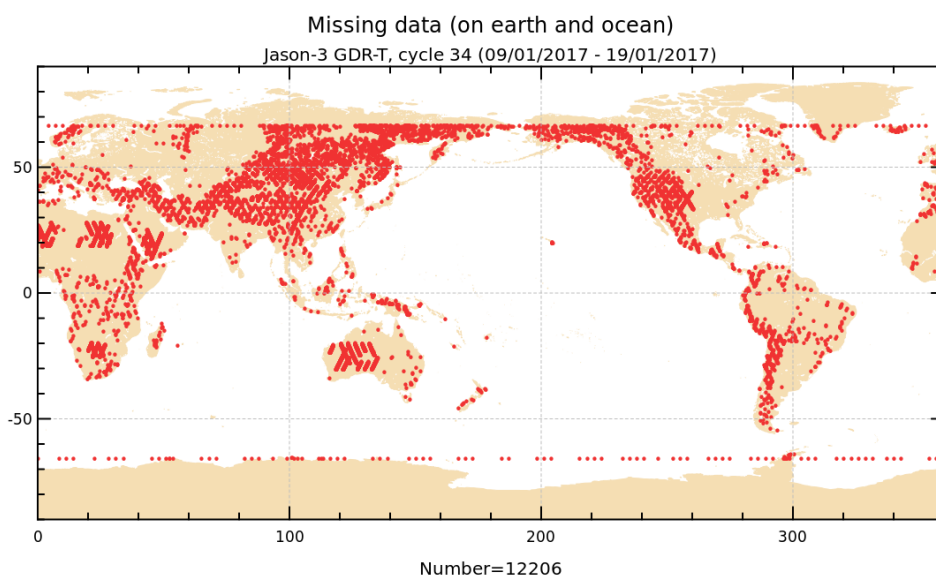 Missing data (on earth and ocean)
Jason-3 GDR-T, cycle 34 (09/01/2017 - 19/01/2017)
50
0
-50
0 100 200 300
Number=12206